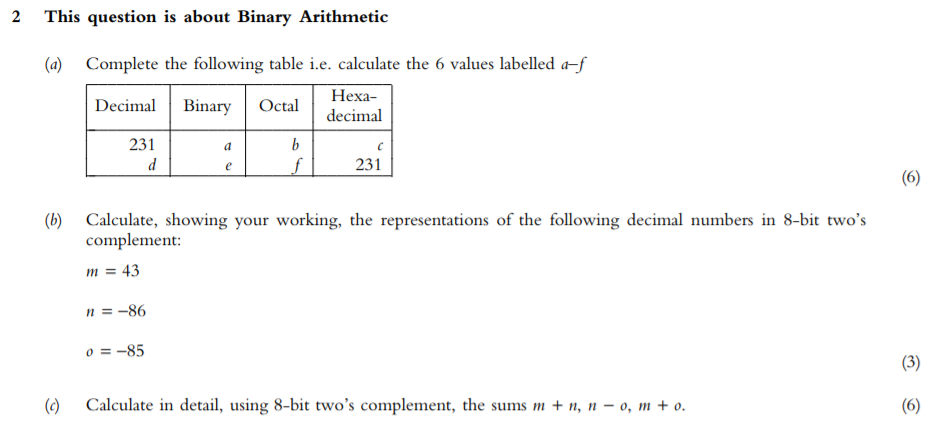 2 This question is about Binary Arithmetic
(a) Complete the following table i.e. calculate the 6 values labelled a–f
Decimal Binary Octal Hexa-
decimal
231 a b c
d e f 231
(6)
(b) Calculate, showing your working, the representations of the following decimal numbers in 8-bit two’s
complement:
m = 43
n = –86
o = –85
(3)
(c) Calculate in detail, using 8-bit two’s complement, the sums m + n, n − o, m + o. (6)